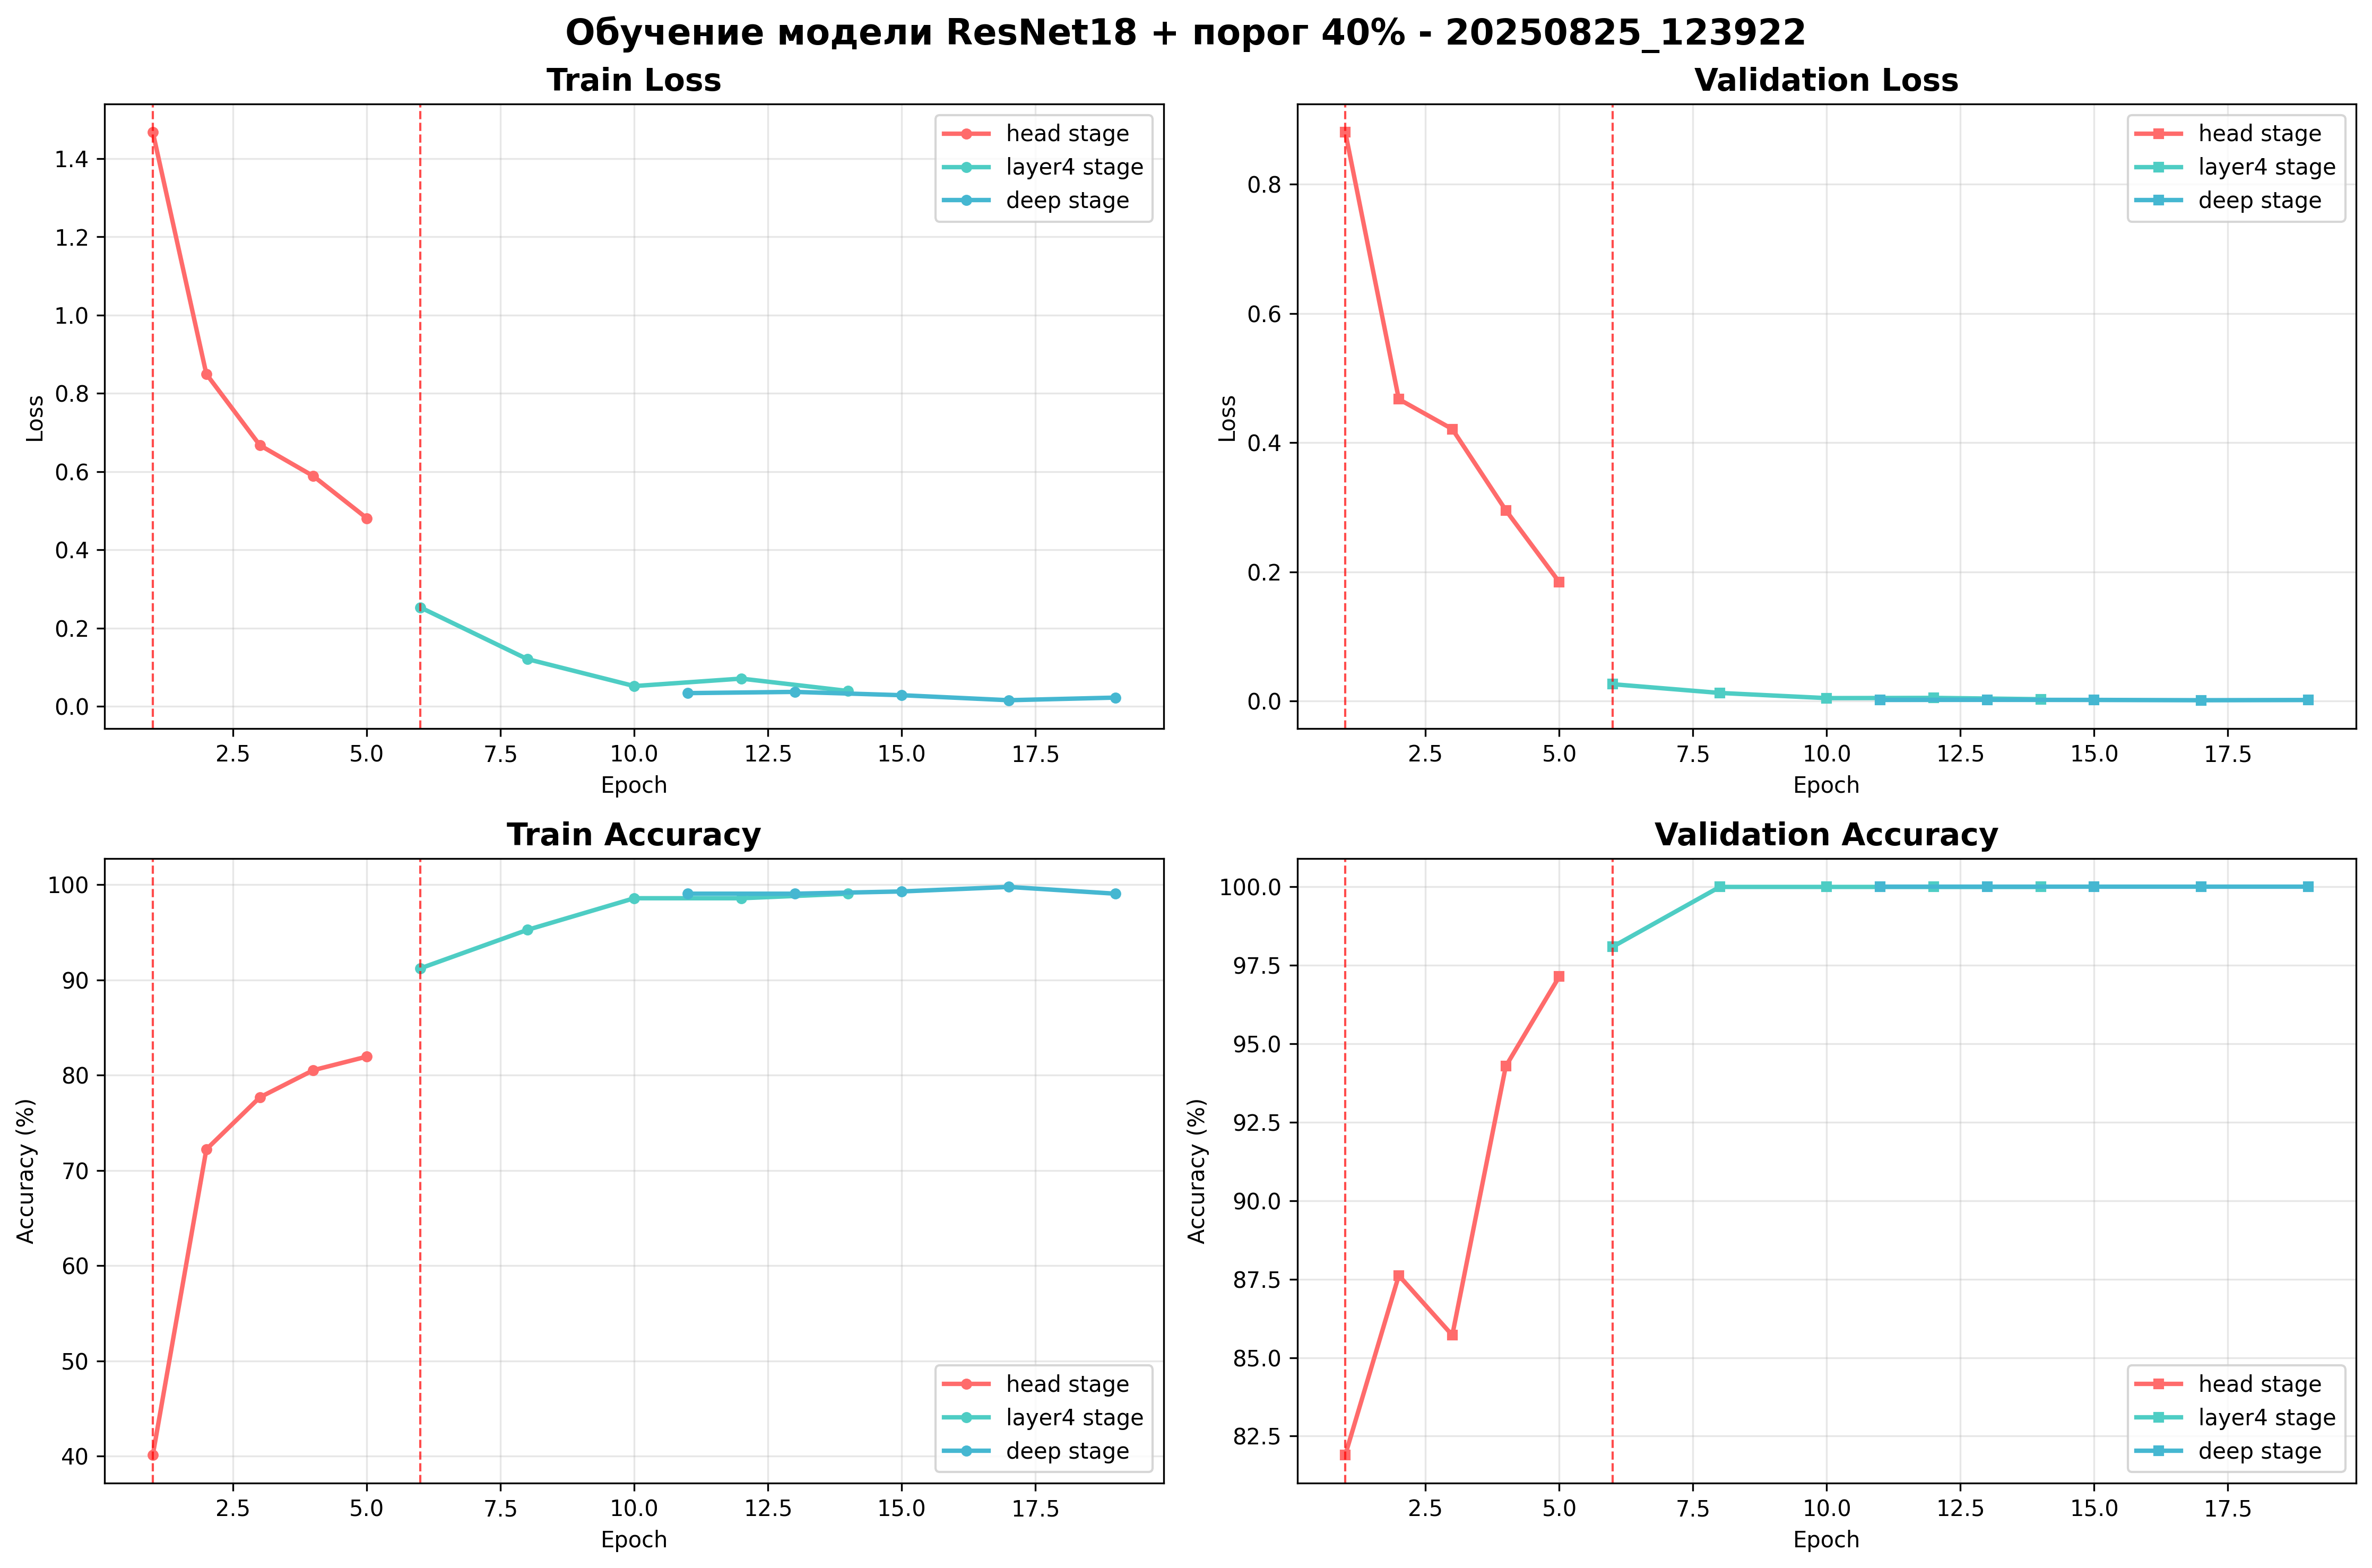 Обучение модели ResNet18 + порог 40% - 20250825_123922
Train Loss
Loss
1.4
1.2
1.0
0.8
0.6
0.4
0.2
0.0
head stage
layer4 stage
deep stage
2.5 5.0 7.5 10.0 12.5 15.0 17.5
Epoch
Validation Loss
Loss
0.8
0.6
0.4
0.2
0.0
head stage
layer4 stage
deep stage
2.5 5.0 7.5 10.0 12.5 15.0 17.5
Epoch
Train Accuracy
Accuracy (%)
100
90
80
70
60
50
40
head stage
layer4 stage
deep stage
2.5 5.0 7.5 10.0 12.5 15.0 17.5
Epoch
Validation Accuracy
Accuracy (%)
100.0
97.5
95.0
92.5
90.0
87.5
85.0
82.5
head stage
layer4 stage
deep stage
2.5 5.0 7.5 10.0 12.5 15.0 17.5
Epoch